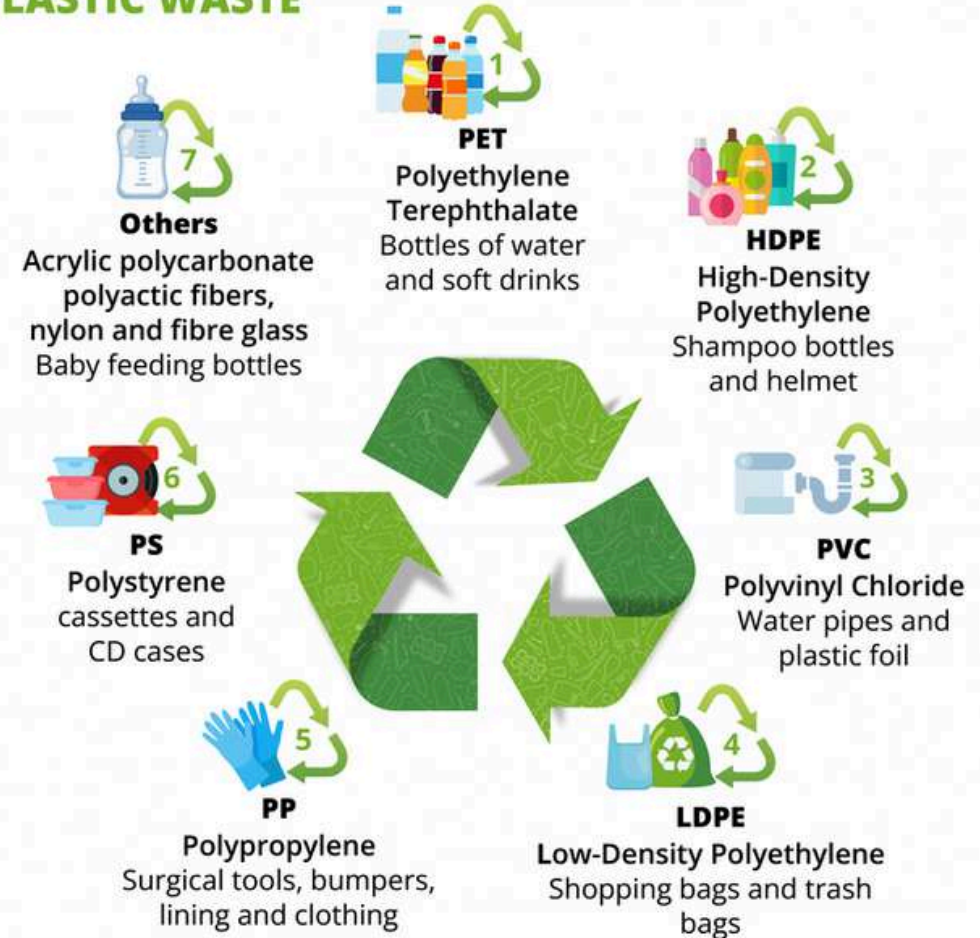 PLASTIC WASTE
1
PET
Polyethylene
Terephthalate
Bottles of water
and soft drinks
2
HDPE
High-Density
Polyethylene
Shampoo bottles
and helmet
3
PVC
Polyvinyl Chloride
Water pipes and
plastic foil
4
LDPE
Low-Density Polyethylene
Shopping bags and trash
bags
5
PP
Polypropylene
Surgical tools, bumpers,
lining and clothing
6
PS
Polystyrene
cassettes and
CD cases
7
Others
Acrylic polycarbonate
polyactic fibers,
nylon and fibre glass
Baby feeding bottles